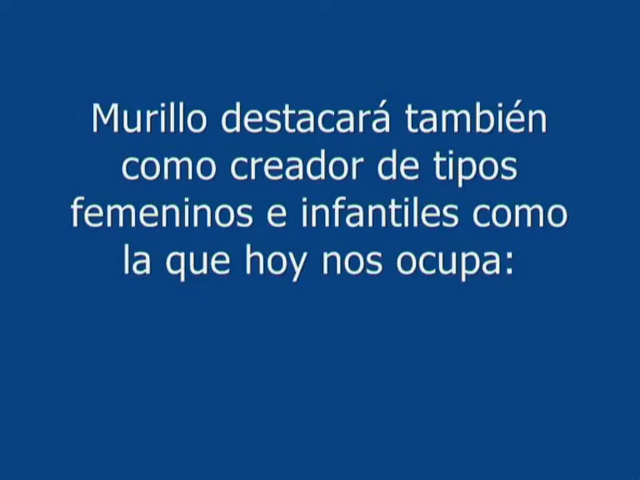 Murillo destacará también
como creador de tipos
femeninos e infantiles como
la que hoy nos ocupa: